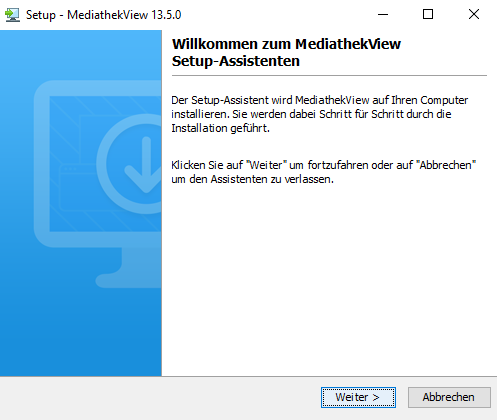 Setup - MediathekView 13.5.0
Willkommen zum MediathekView
Setup-Assistenten
Der Setup-Assistent wird MediathekView auf Ihren Computer
installieren. Sie werden dabei Schritt für Schritt durch die
Installation geführt.
Klicken Sie auf "Weiter" um fortzufahren oder auf "Abbrechen"
um den Assistenten zu verlassen.
Weiter >
Abbrechen